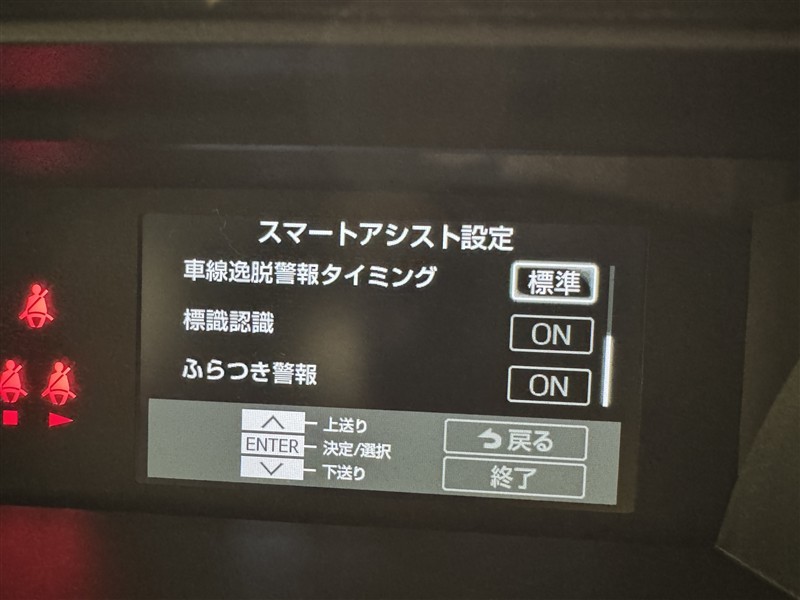 スマートアシスト設定
車線逸脱警報タイミング 標準
標識認識 ON
ふらつき警報 ON
上送り
ENTER 決定/選択
下送り
戻る
終了